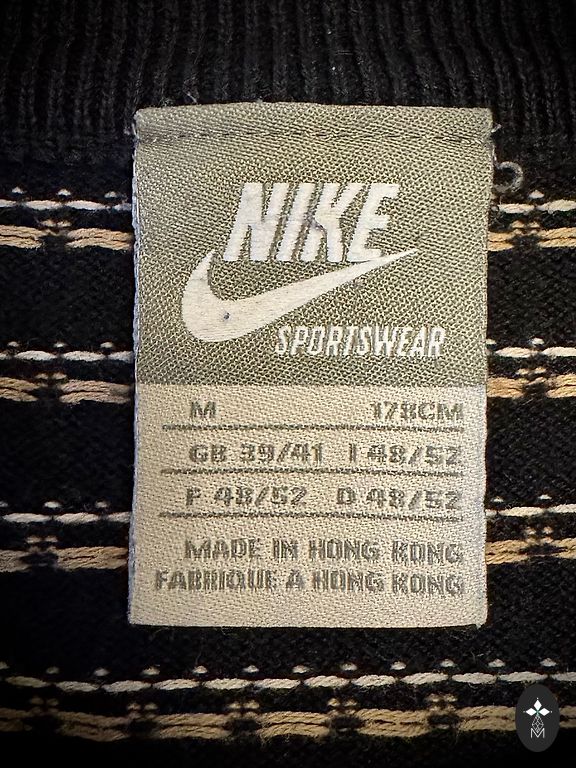 NIKE
SPORTSWEAR
M 178CM
GB 39/41 I 48/52
F 48/52 D 48/52
MADE IN HONG KONG
FABRIQUE A HONG KONG
M